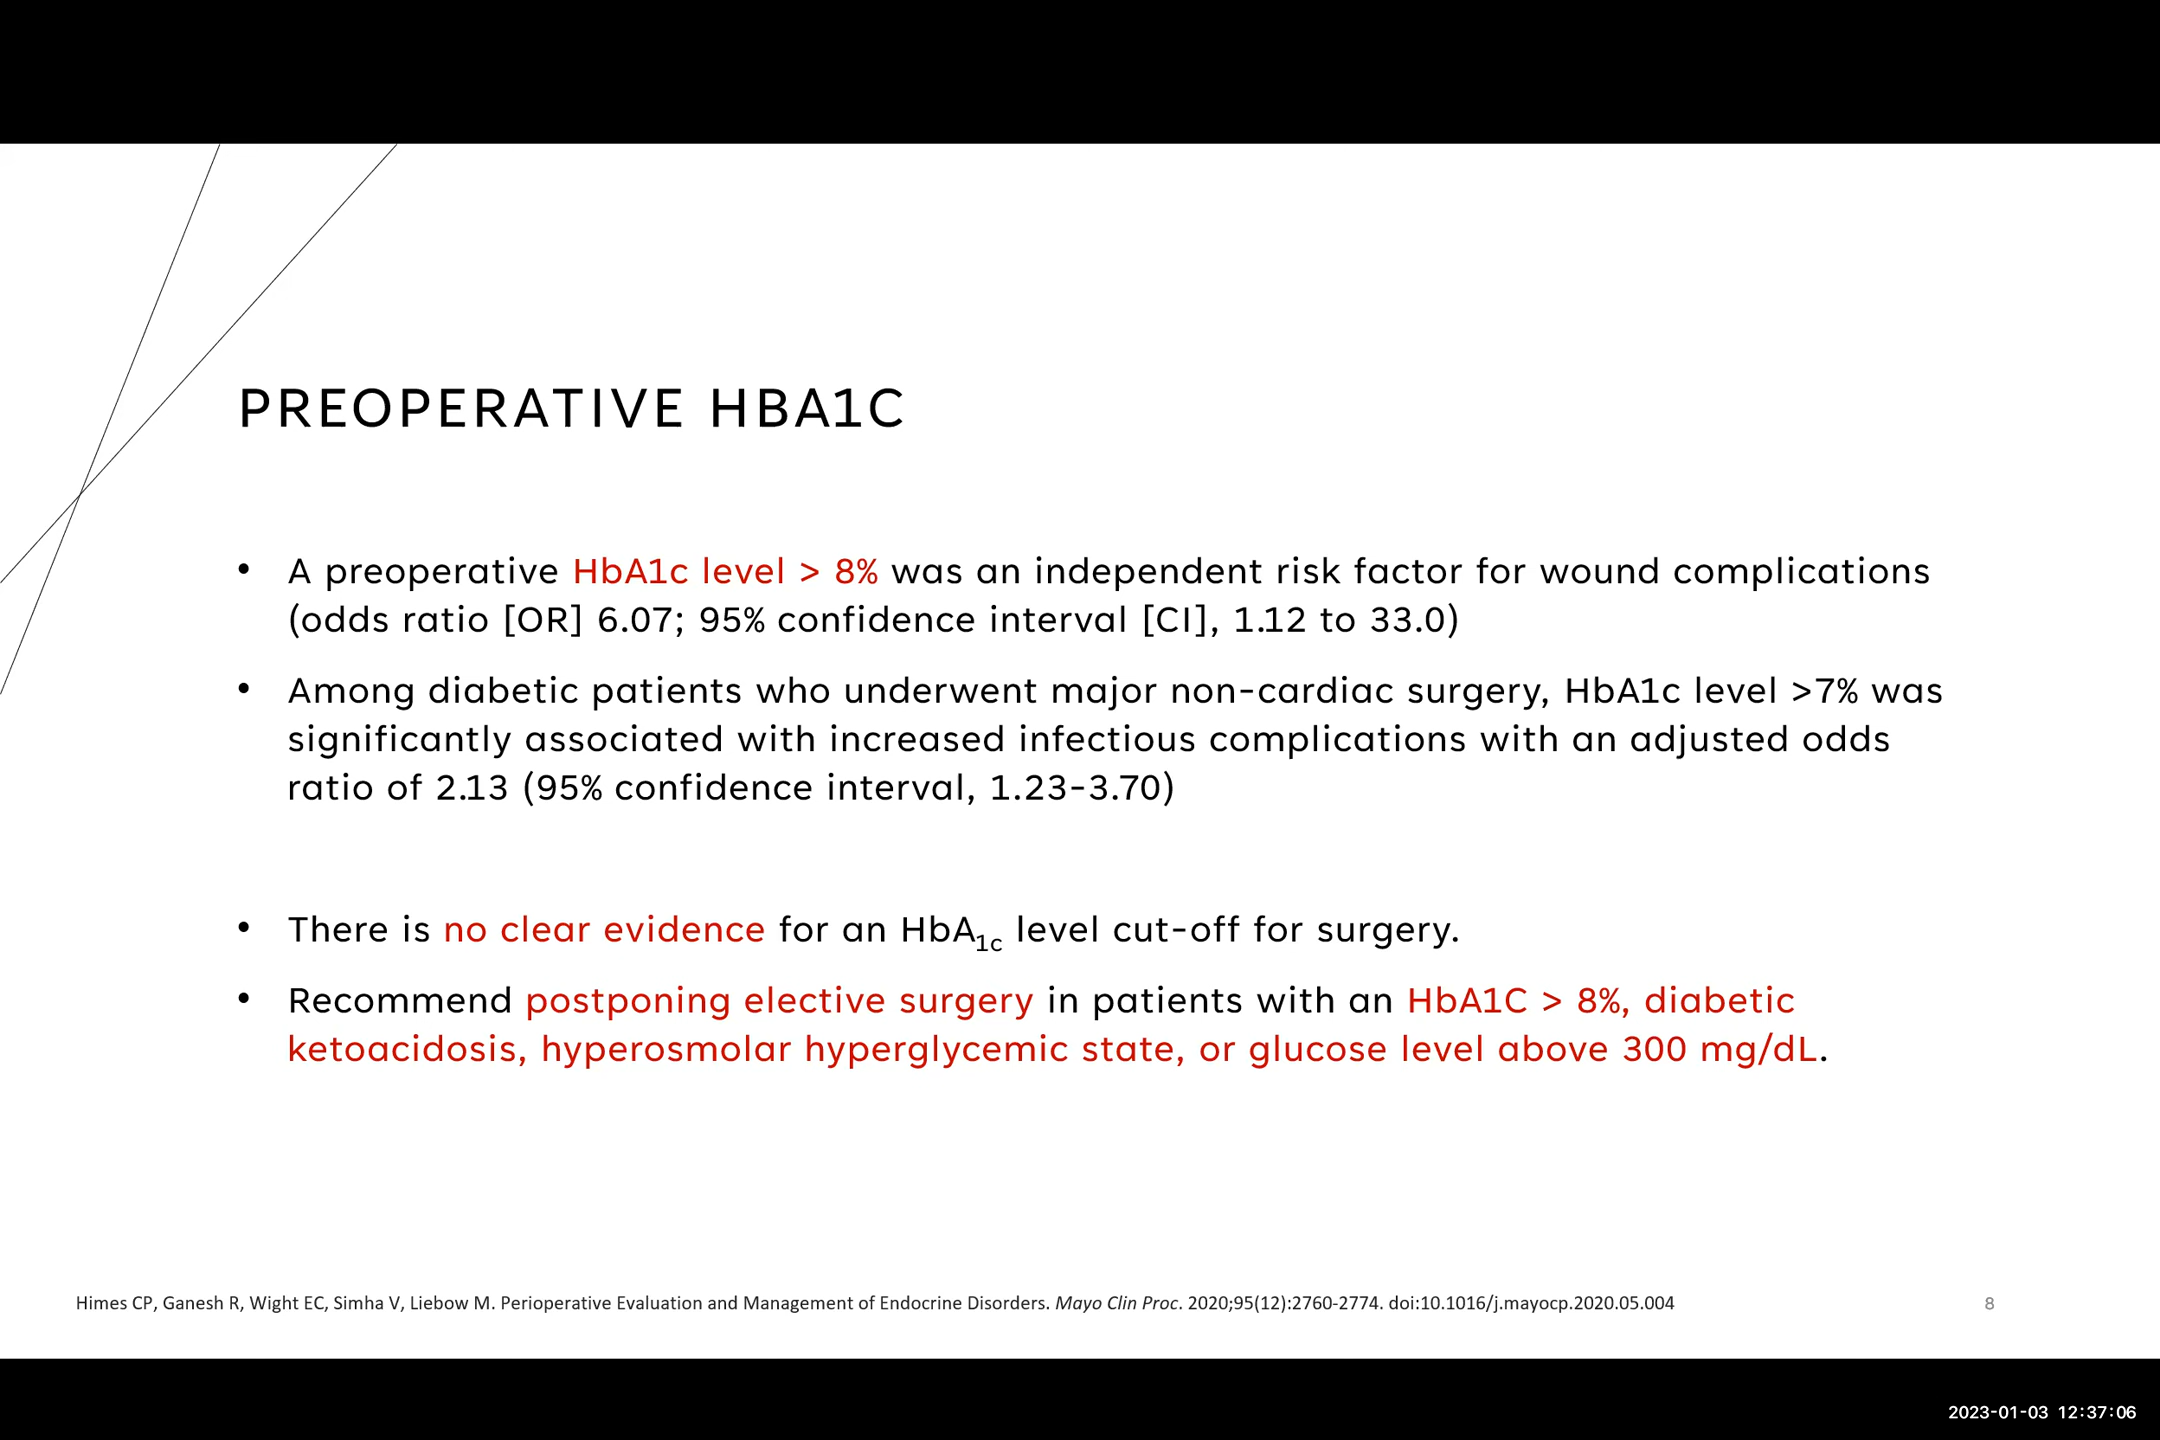 PREOPERATIVE HBA1C
• A preoperative HbA1c level > 8% was an independent risk factor for wound complications
(odds ratio [OR] 6.07; 95% confidence interval [CI], 1.12 to 33.0)
• Among diabetic patients who underwent major non-cardiac surgery, HbA1c level >7% was
significantly associated with increased infectious complications with an adjusted odds
ratio of 2.13 (95% confidence interval, 1.23-3.70)
• There is no clear evidence for an HbA1c level cut-off for surgery.
• Recommend postponing elective surgery in patients with an HbA1C > 8%, diabetic
ketoacidosis, hyperosmolar hyperglycemic state, or glucose level above 300 mg/dL.
Himes CP, Ganesh R, Wight EC, Simha V, Liebow M. Perioperative Evaluation and Management of Endocrine Disorders. Mayo Clin Proc. 2020;95(12):2760-2774. doi:10.1016/j.mayocp.2020.05.004
8
2023-01-03 12:37:06